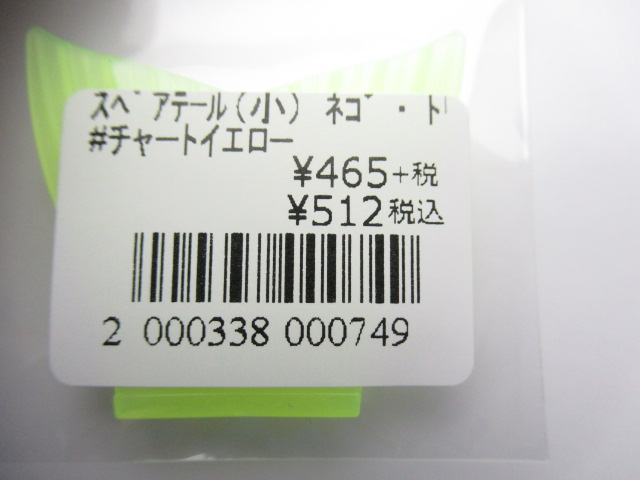 スペアテール(小) ネゴ・ド
#チャートイエロー
¥465+税
¥512税込
2 000338 000749